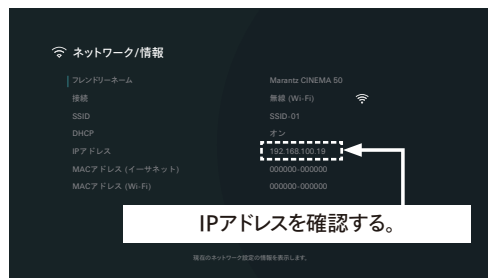 ネットワーク/情報
フレンドリーネーム Marantz CINEMA 50
接続 無線 (Wi-Fi)
SSID SSID-01
DHCP オン
IPアドレス 192.168.100.19
MACアドレス (イーサネット) 000000-000000
MACアドレス (Wi-Fi) 000000-000000
IPアドレスを確認する。
現在のネットワーク設定の情報を表示します。